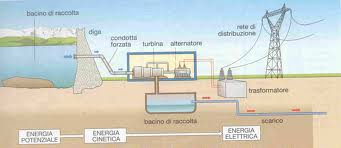 bacino di raccolta
diga
condotta
forzata
turbina
alternatore
rete di
distribuzione
trasformatore
bacino di raccolta
scarico
ENERGIA
POTENZIALE
ENERGIA
CINETICA
ENERGIA
ELETTRICA